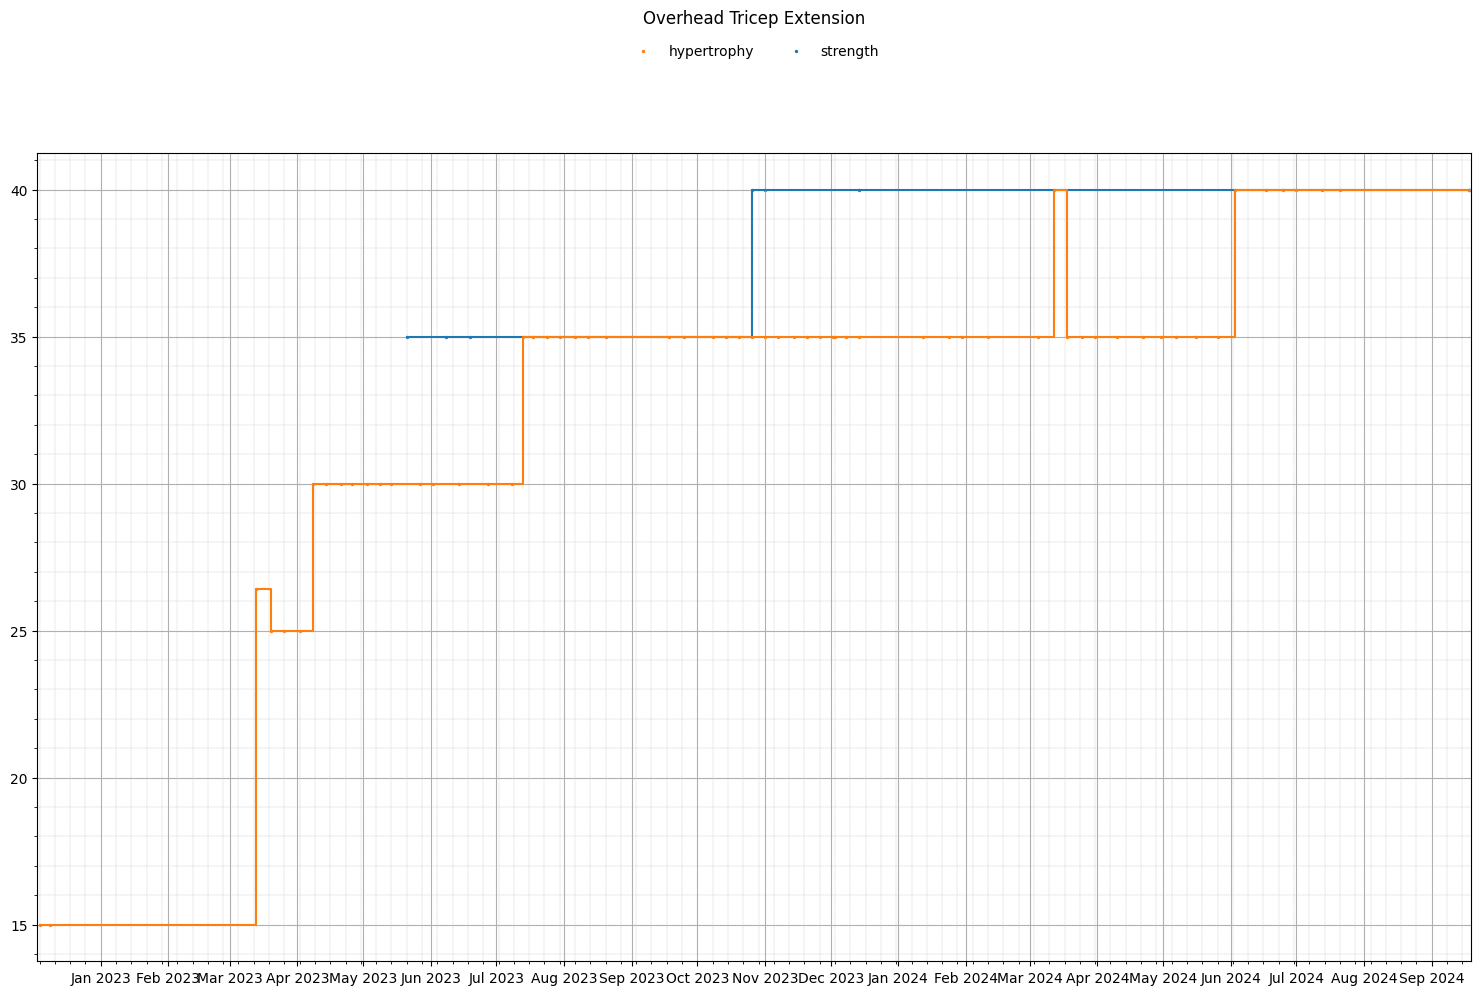 Overhead Tricep Extension
hypertrophy strength
40
35
30
25
20
15
Jan 2023 Feb 2023 Mar 2023 Apr 2023 May 2023 Jun 2023 Jul 2023 Aug 2023 Sep 2023 Oct 2023 Nov 2023 Dec 2023 Jan 2024 Feb 2024 Mar 2024 Apr 2024 May 2024 Jun 2024 Jul 2024 Aug 2024 Sep 2024